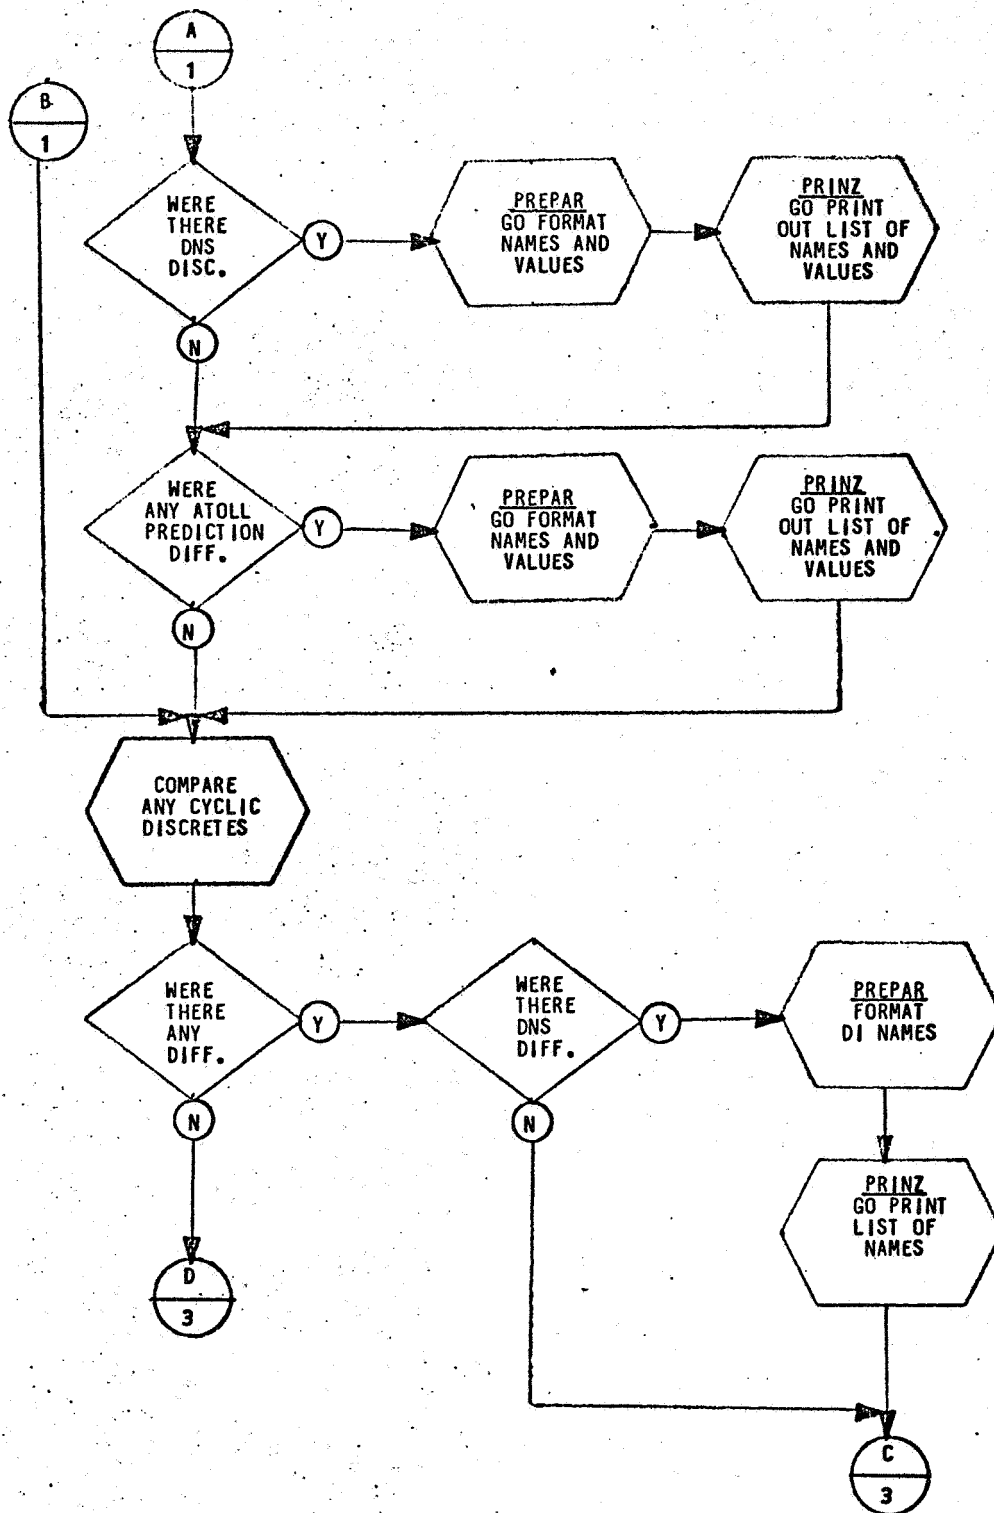 A
1
B
1
WERE
THERE
DNS
DISC.
Y
PREPAR
GO FORMAT
NAMES AND
VALUES
PRINZ
GO PRINT
OUT LIST OF
NAMES AND
VALUES
N
WERE
ANY ATOLL
PREDICTION
DIFF.
Y
PREPAR
GO FORMAT
NAMES AND
VALUES
PRINZ
GO PRINT
OUT LIST OF
NAMES AND
VALUES
N
COMPARE
ANY CYCLIC
DISCRETES
WERE
THERE
ANY
DIFF.
Y
WERE
THERE
DNS
DIFF.
Y
PREPAR
FORMAT
DI NAMES
N
N
PRINZ
GO PRINT
LIST OF
NAMES
D
3
C
3